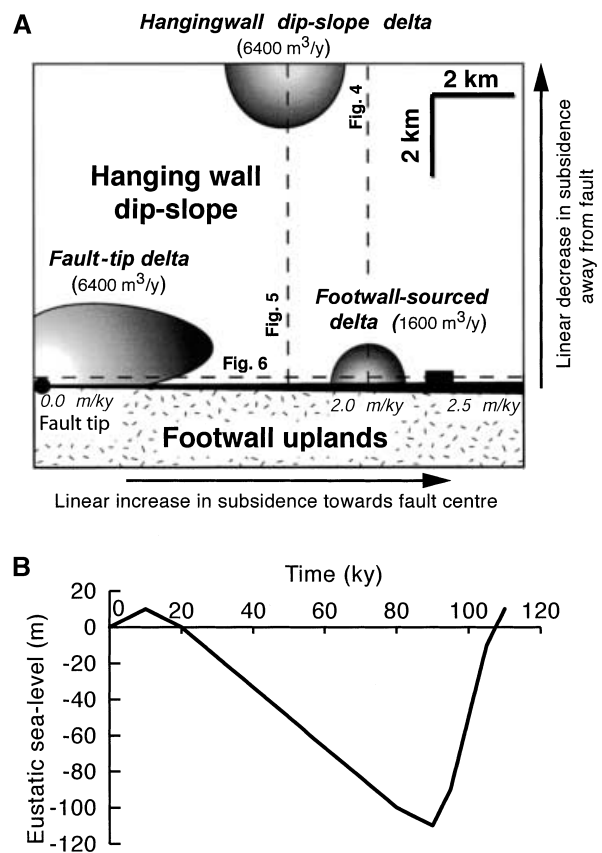 A
Hangingwall dip-slope delta
(6400 m³/y)
2 km
2 km
Fig. 4
Hanging wall
dip-slope
Linear decrease in subsidence
away from fault
Fault-tip delta
(6400 m³/y)
Fig. 5
Footwall-sourced
delta (1600 m³/y)
Fig. 6
0.0 m/ky
2.0 m/ky
2.5 m/ky
Fault tip
Footwall uplands
Linear increase in subsidence towards fault centre
B
Time (ky)
Eustatic sea-level (m)
20
0
-20
-40
-60
-80
-100
-120
0
20
40
60
80
100
120